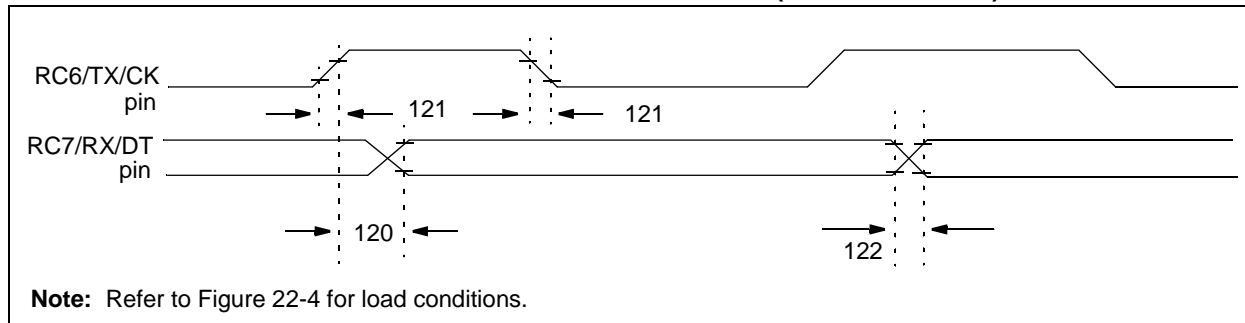 RC6/TX/CK
pin
121
121
RC7/RX/DT
pin
120
122
Note: Refer to Figure 22-4 for load conditions.